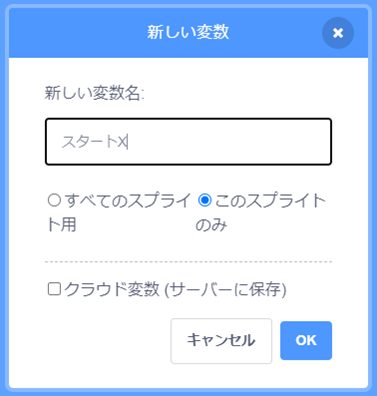 新しい変数
新しい変数名:
スタートX
すべてのスプライ このスプライト
ト用 のみ
クラウド変数 (サーバーに保存)
キャンセル OK